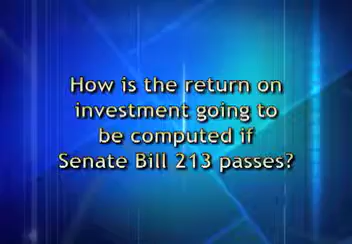 How is the return on
investment going to
be computed if
Senate Bill 213 passes?